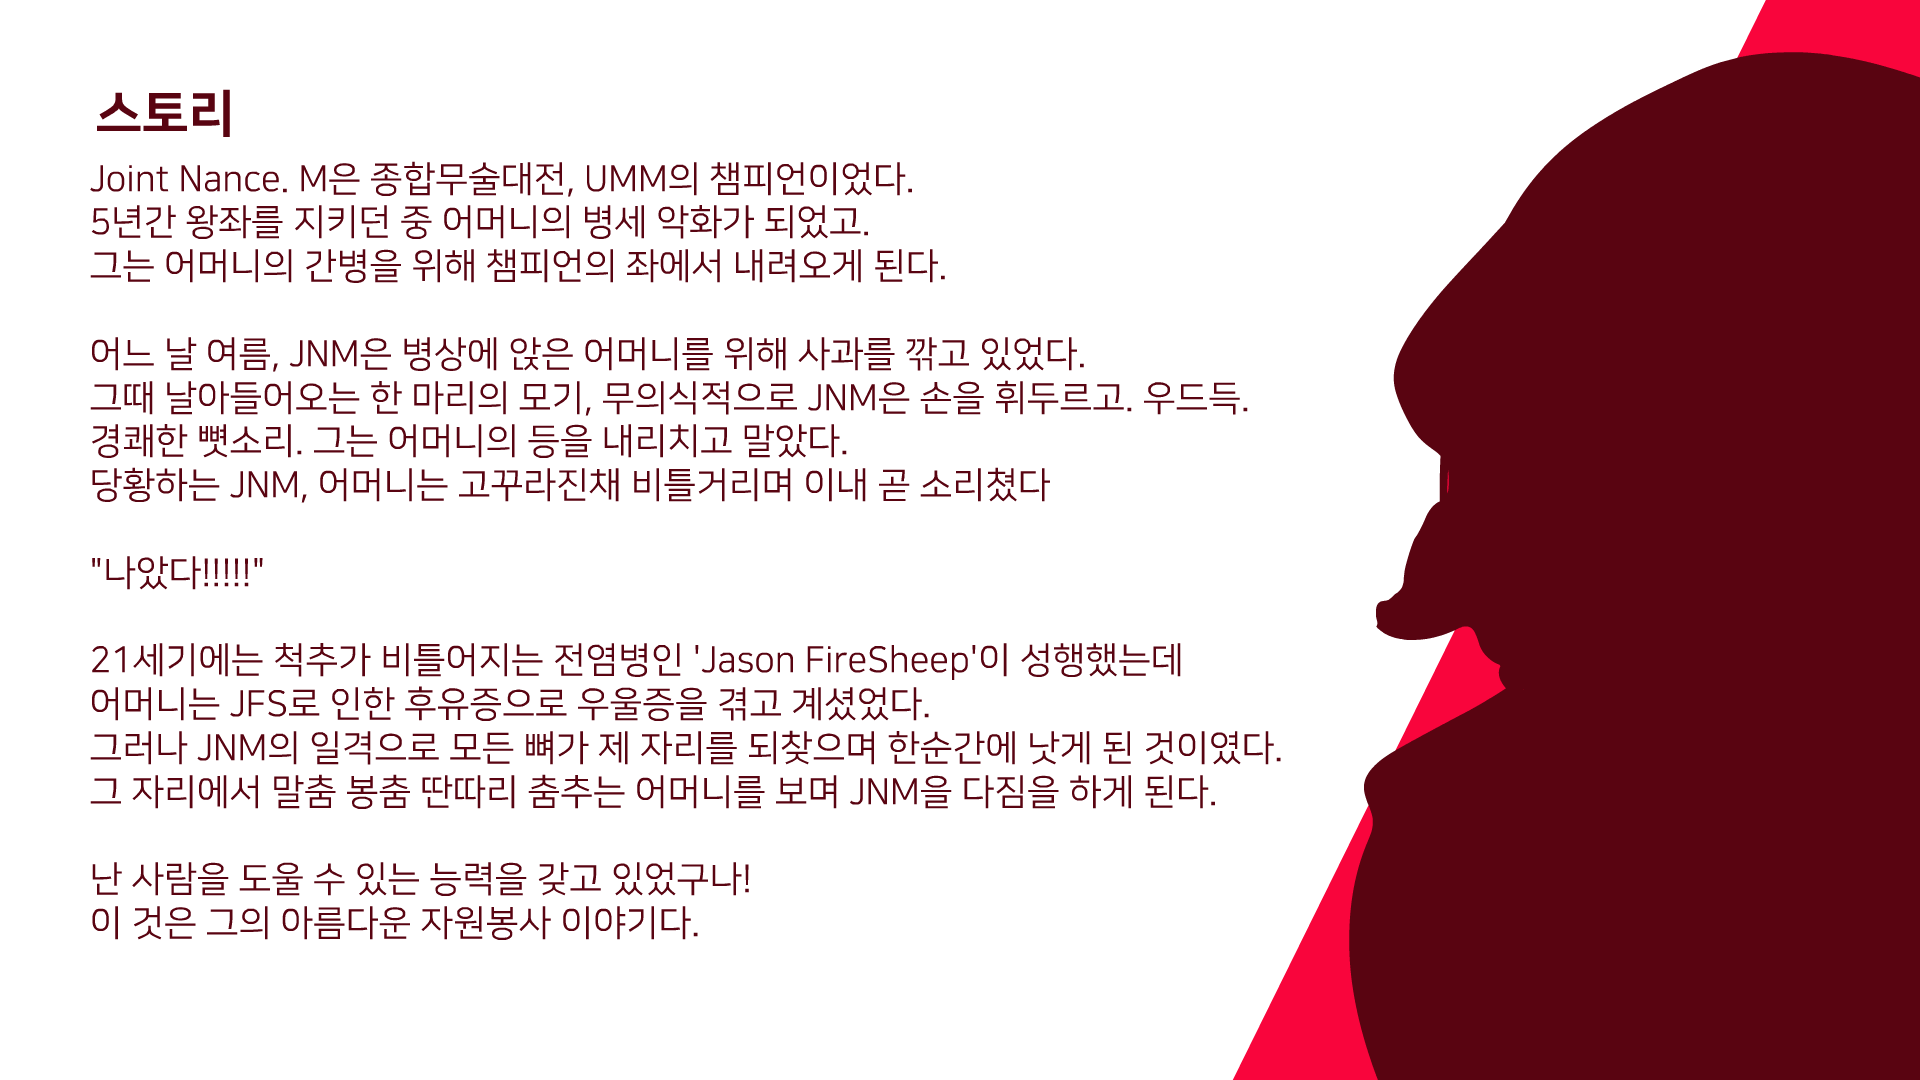 스토리
Joint Nance. M은 종합무술대전, UMM의 챔피언이었다.
5년간 왕좌를 지키던 중 어머니의 병세 악화가 되었고.
그는 어머니의 간병을 위해 챔피언의 좌에서 내려오게 된다.
어느 날 여름, JNM은 병상에 앉은 어머니를 위해 사과를 깎고 있었다.
그때 날아들어오는 한 마리의 모기, 무의식적으로 JNM은 손을 휘두르고. 우드득.
경쾌한 뼛소리. 그는 어머니의 등을 내리치고 말았다.
당황하는 JNM, 어머니는 고꾸라진채 비틀거리며 이내 곧 소리쳤다
"나았다!!!!!"
21세기에는 척추가 비틀어지는 전염병인 'Jason FireSheep'이 성행했는데
어머니는 JFS로 인한 후유증으로 우울증을 겪고 계셨었다.
그러나 JNM의 일격으로 모든 뼈가 제 자리를 되찾으며 한순간에 낫게 된 것이였다.
그 자리에서 말춤 봉춤 딴따리 춤추는 어머니를 보며 JNM을 다짐을 하게 된다.
난 사람을 도울 수 있는 능력을 갖고 있었구나!
이 것은 그의 아름다운 자원봉사 이야기다.